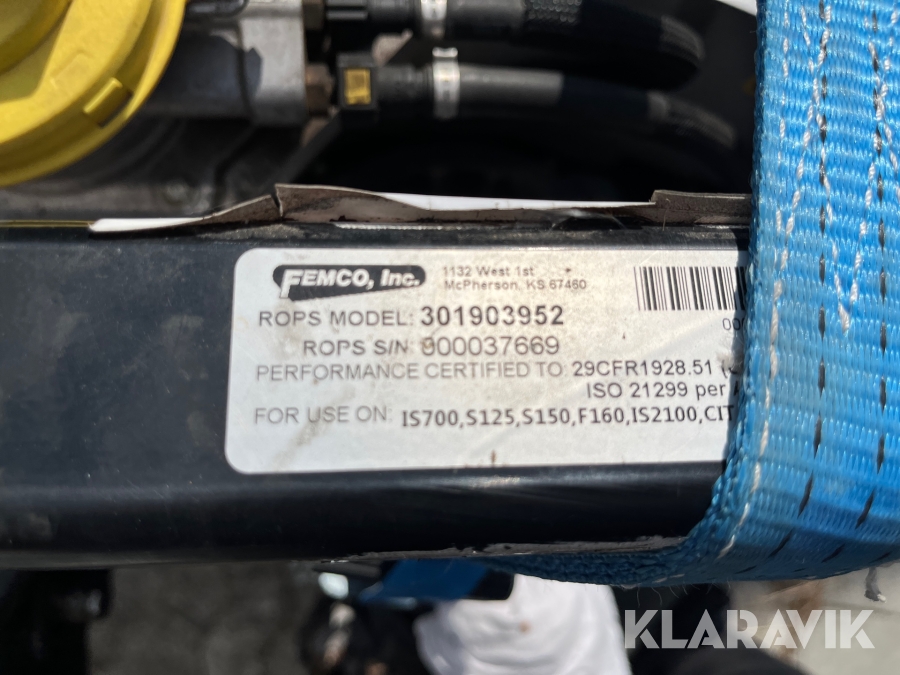 FEMCO, Inc.
1132 West 1st
McPherson, KS 67460
ROPS MODEL: 301903952
ROPS S/N: 900037669
PERFORMANCE CERTIFIED TO: 29CFR1928.51
ISO 21299 per
FOR USE ON: IS700,S125,S150,F160,IS2100,CIT
KLARAVIK